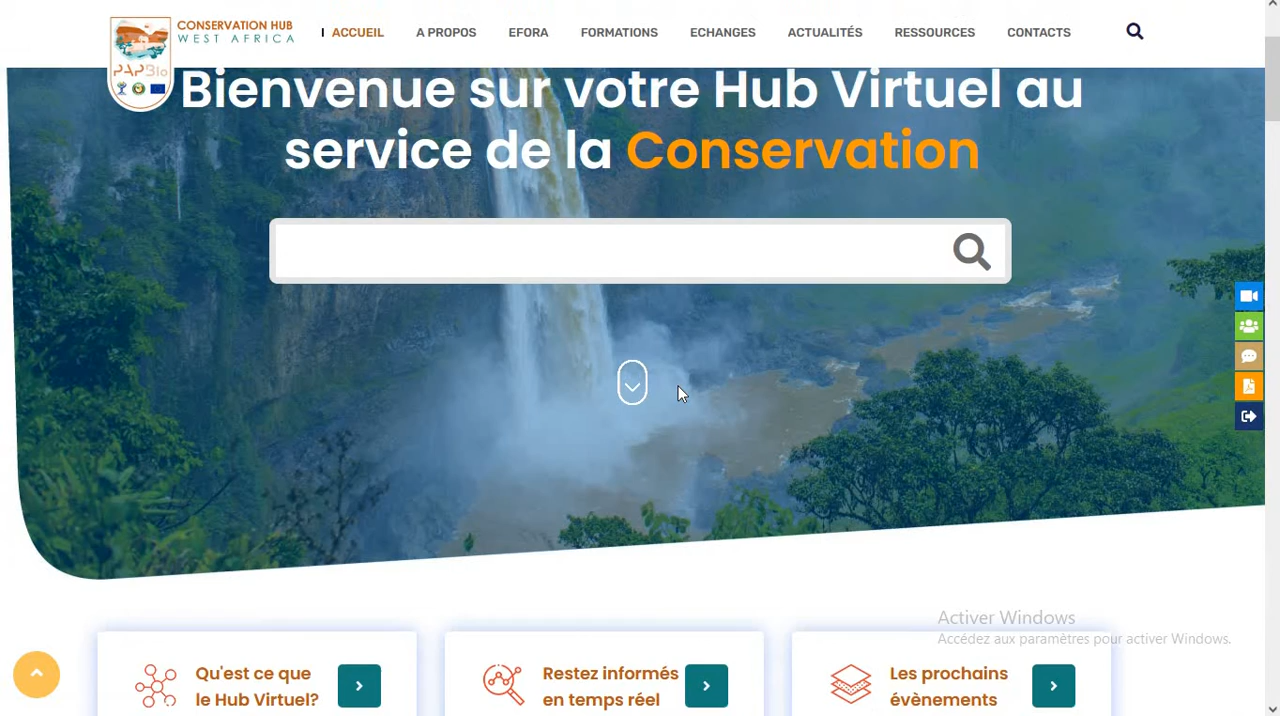 CONSERVATION HUB
WEST AFRICA
PAPBio
ACCUEIL
A PROPOS
EFORA
FORMATIONS
ECHANGES
ACTUALITÉS
RESSOURCES
CONTACTS
Bienvenue sur votre Hub Virtuel au
service de la Conservation
Activer Windows
Accédez aux paramètres pour activer Windows.
Qu'est ce que
le Hub Virtuel?
Restez informés
en temps réel
Les prochains
évènements